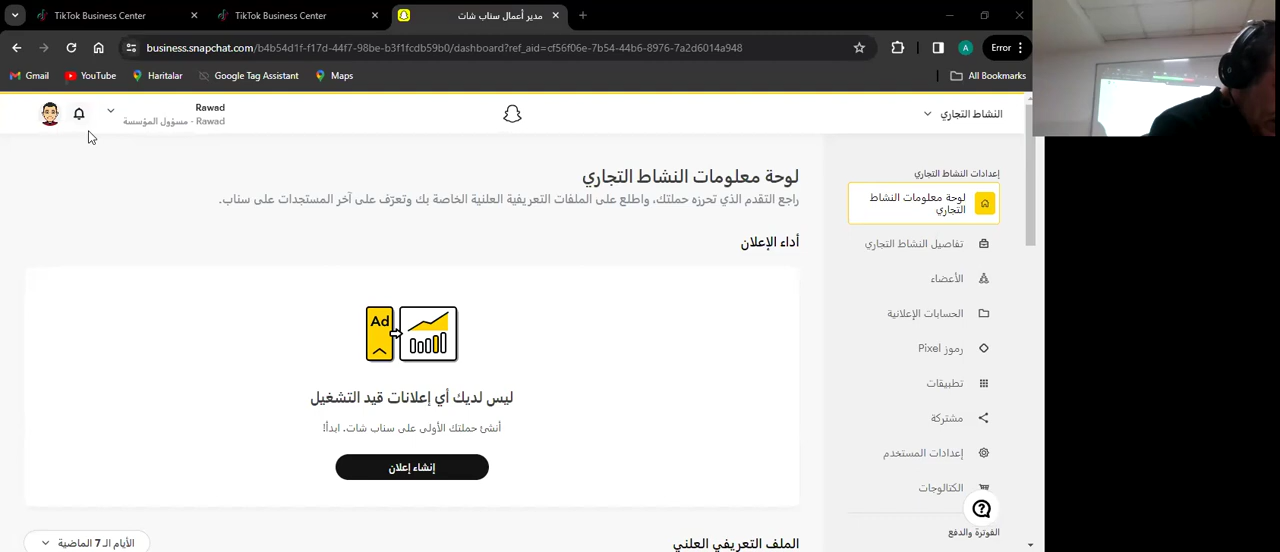 TikTok Business Center
TikTok Business Center
مدير أعمال سناب شات
business.snapchat.com/b4b54d1f-f17d-44f7-98be-b3f1fcdb59b0/dashboard?ref_aid=cf56f06e-7b54-44b6-8976-7a2d6014a948
A
Error
Gmail
YouTube
Haritalar
Google Tag Assistant
Maps
All Bookmarks
النشاط التجاري
Rawad
Rawad - مسؤول المؤسسة
إعدادات النشاط التجاري
لوحة معلومات النشاط
التجاري
تفاصيل النشاط التجاري
الأعضاء
الحسابات الإعلانية
رموز Pixel
تطبيقات
مشتركة
إعدادات المستخدم
الكتالوجات
الفوترة والدفع
لوحة معلومات النشاط التجاري
راجع التقدم الذي تحرزه حملتك، واطلع على الملفات التعريفية العلنية الخاصة بك وتعرّف على آخر المستجدات على سناب.
أداء الإعلان
Ad
ليس لديك أي إعلانات قيد التشغيل
أنشئ حملتك الأولى على سناب شات. ابدأ!
إنشاء إعلان
الملف التعريفي العلني
الأيام الـ 7 الماضية